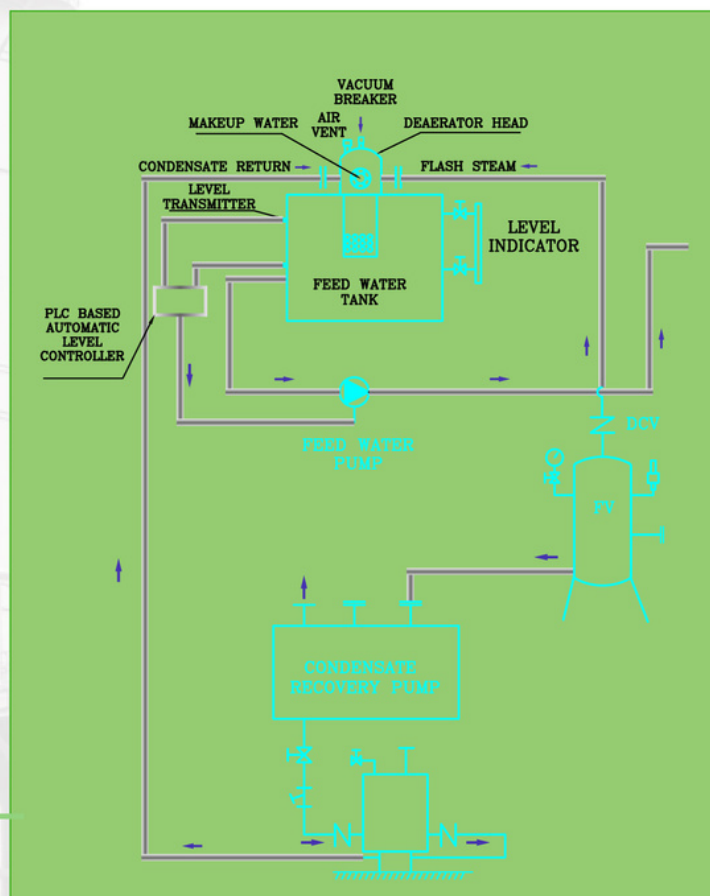 VACUUM
BREAKER
AIR
VENT
MAKEUP WATER
DEAERATOR HEAD
CONDENSATE RETURN
FLASH STEAM
LEVEL
TRANSMITTER
LEVEL
INDICATOR
FEED WATER
TANK
PLC BASED
AUTOMATIC
LEVEL
CONTROLLER
FEED WATER
PUMP
DCV
PV
CONDENSATE
RECOVERY PUMP